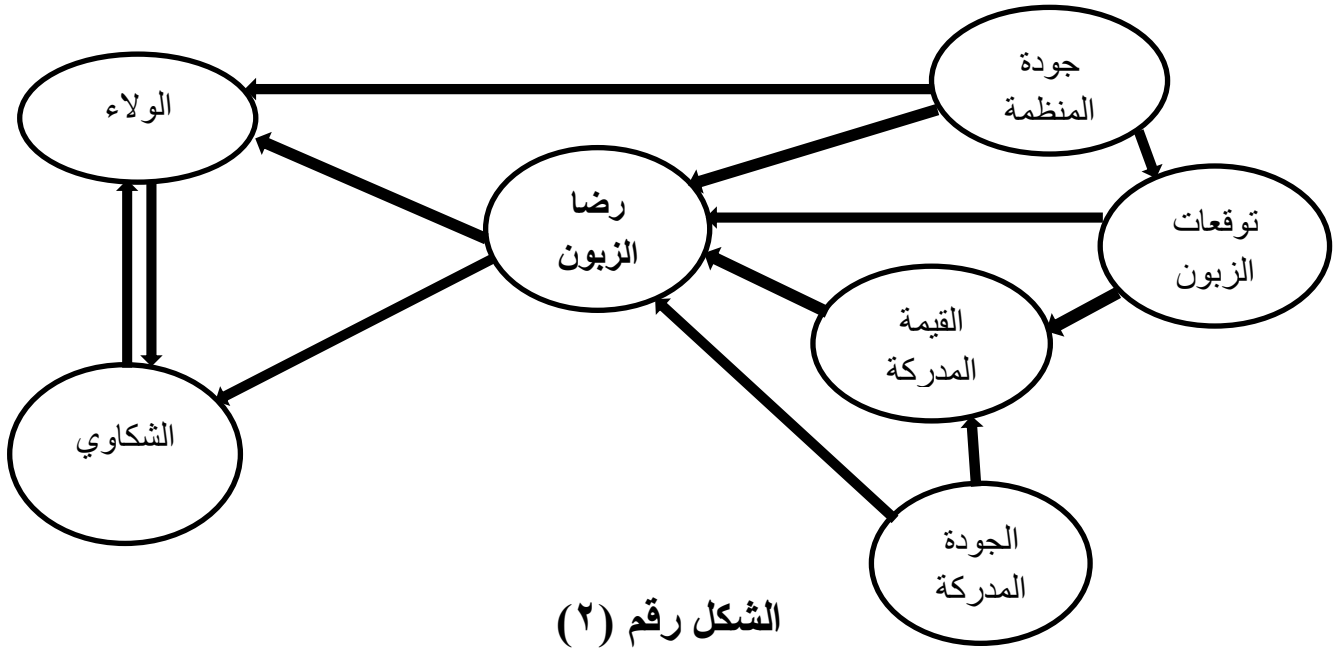 جودة
المنظمة
الولاء
توقعات
الزبون
رضا
الزبون
القيمة
المدركة
الشكاوي
الجودة
المدركة
الشكل رقم (٢)